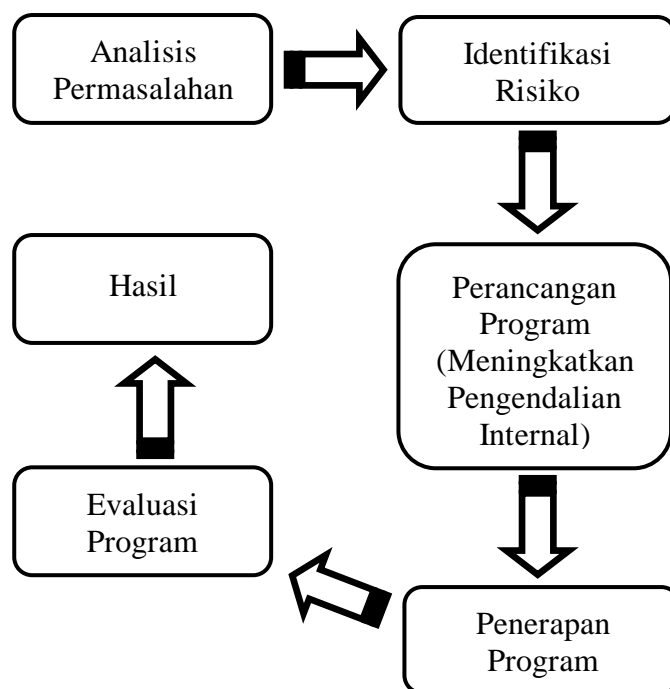 Analisis
Permasalahan
Identifikasi
Risiko
Perancangan
Program
(Meningkatkan
Pengendalian
Internal)
Penerapan
Program
Evaluasi
Program
Hasil